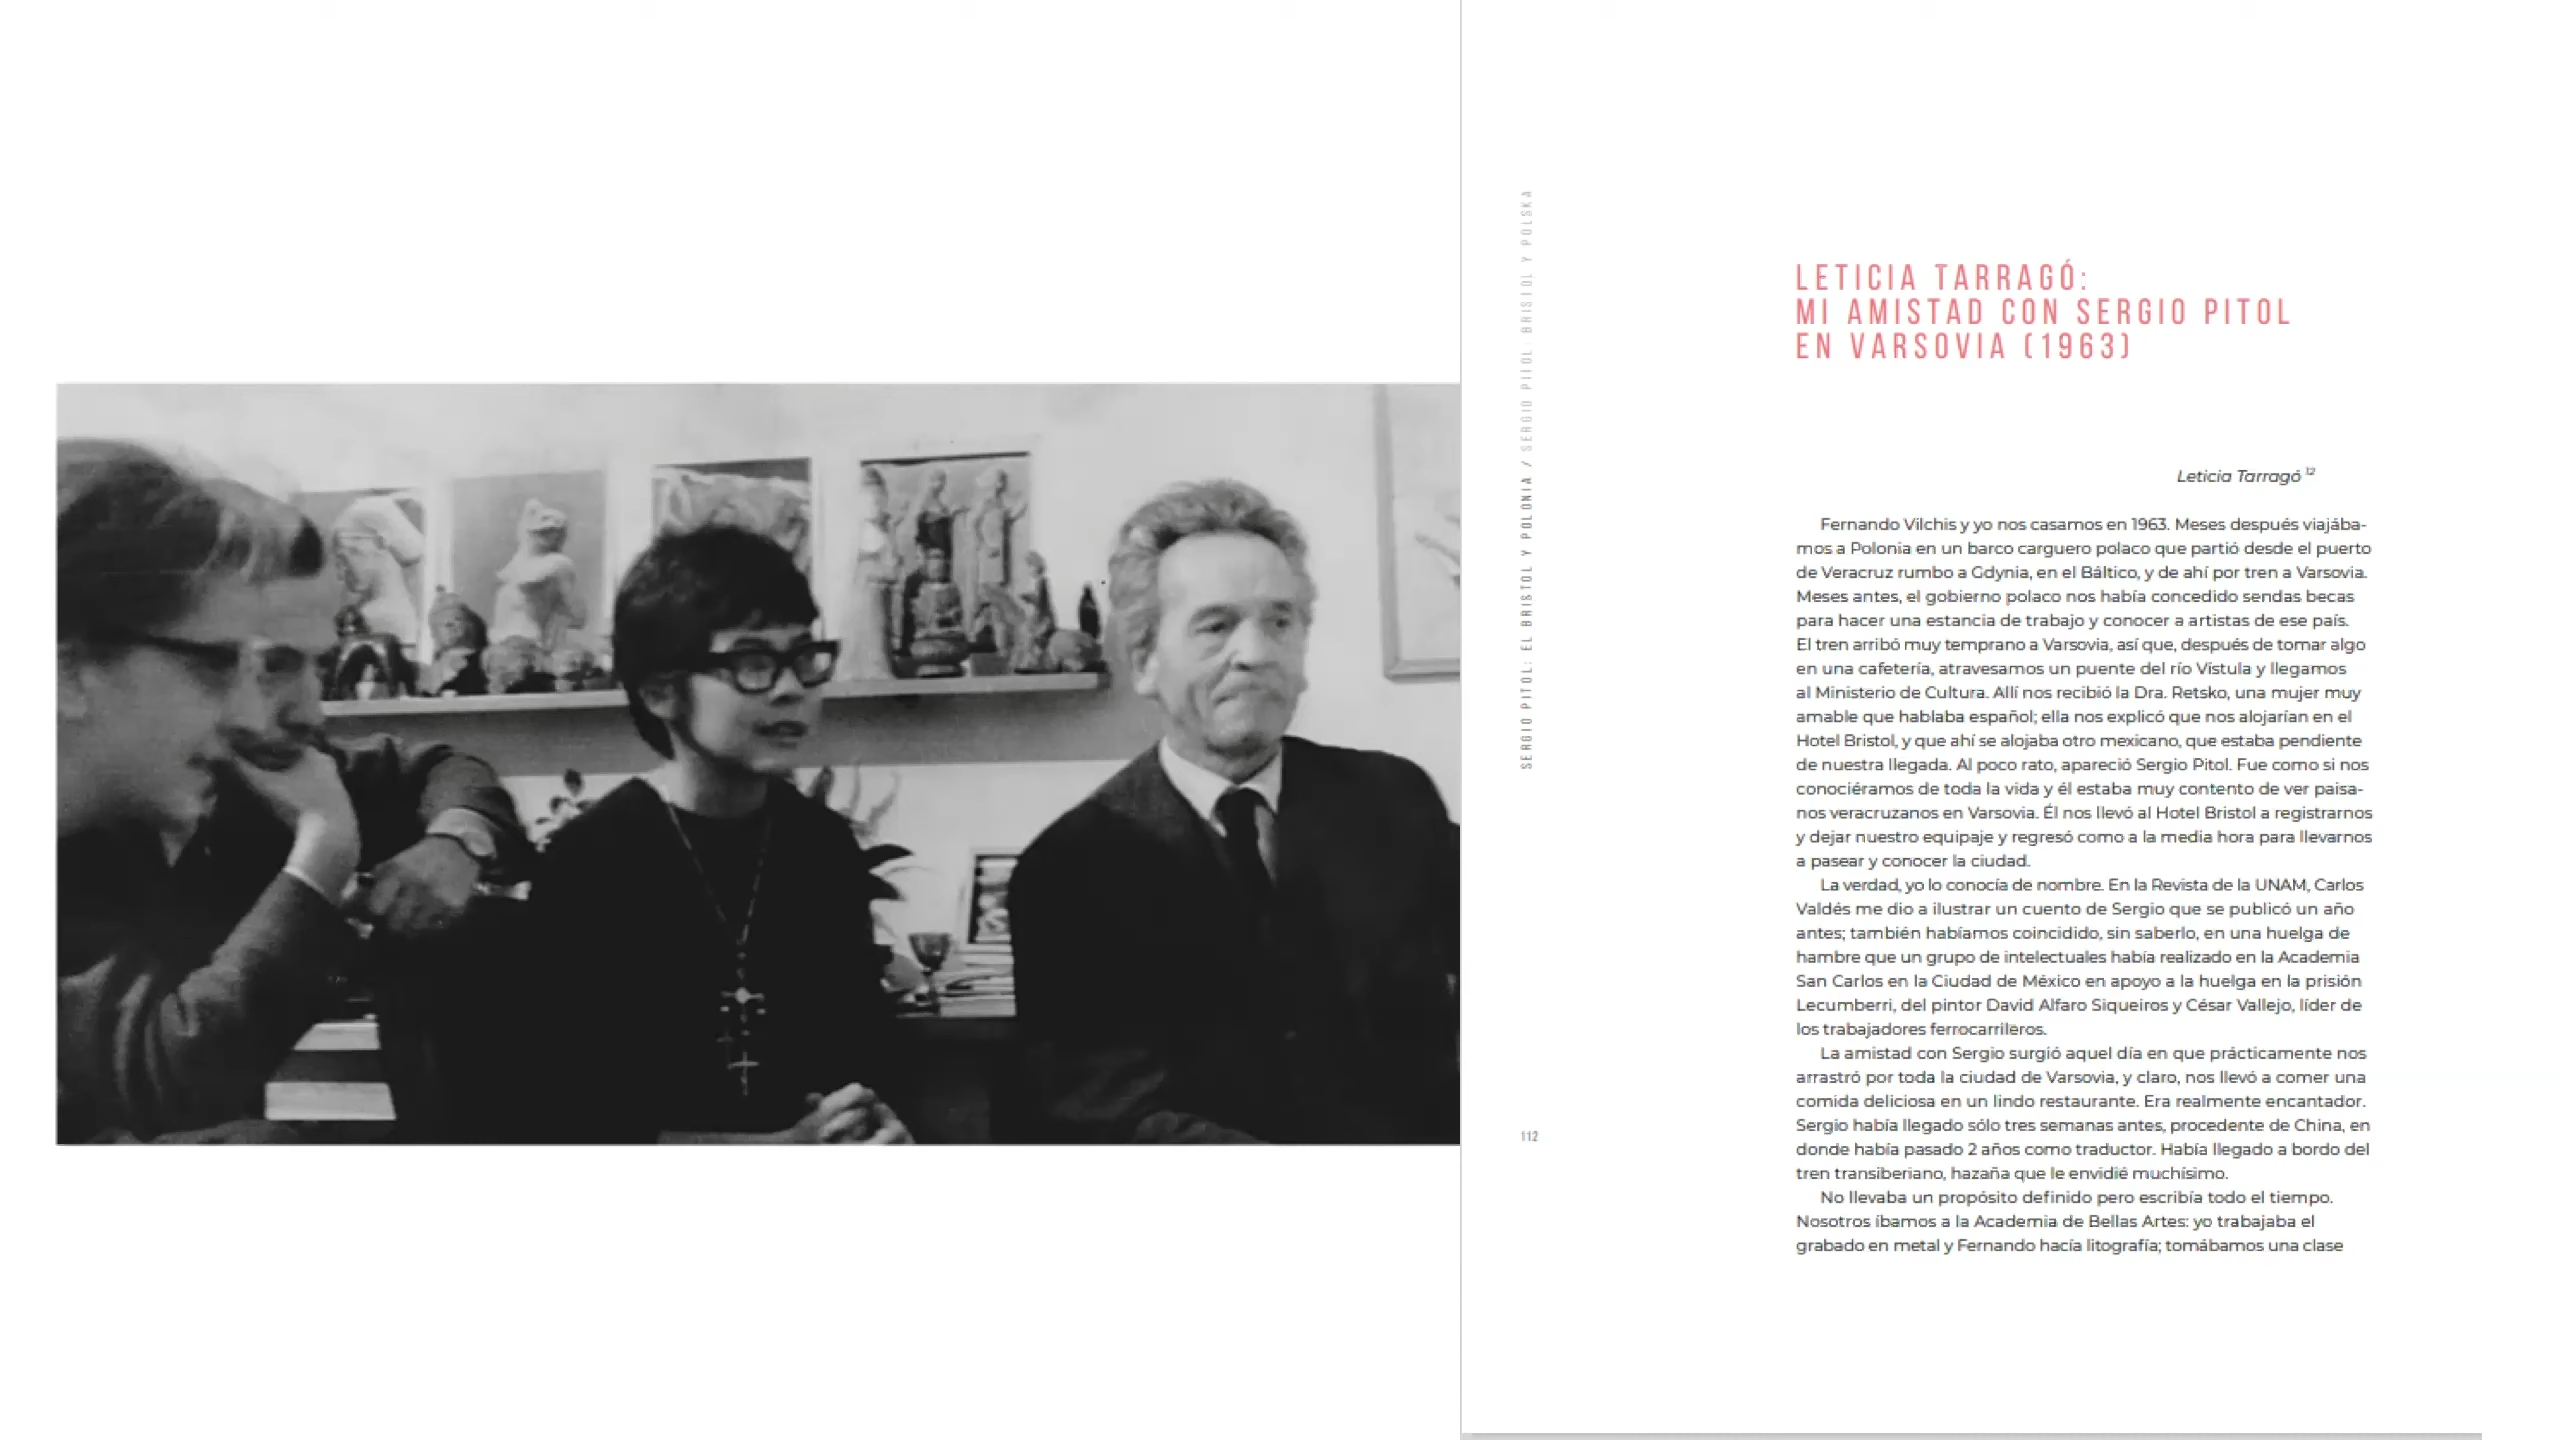 SERGIO PITOL: EL BRISTOL Y POLONIA / SERGIO PITOL: BRISTOL Y POLSKA
LETICIA TARRAGÓ:
MI AMISTAD CON SERGIO PITOL
EN VARSOVIA (1963)
Leticia Tarragó 12
Fernando Vilchis y yo nos casamos en 1963. Meses después viajába-
mos a Polonia en un barco carguero polaco que partió desde el puerto
de Veracruz rumbo a Gdynia, en el Báltico, y de ahí por tren a Varsovia.
Meses antes, el gobierno polaco nos había concedido sendas becas
para hacer una estancia de trabajo y conocer a artistas de ese país.
El tren arribó muy temprano a Varsovia, así que, después de tomar algo
en una cafetería, atravesamos un puente del río Vístula y llegamos
al Ministerio de Cultura. Allí nos recibió la Dra. Retsko, una mujer muy
amable que hablaba español; ella nos explicó que nos alojarían en el
Hotel Bristol, y que ahí se alojaba otro mexicano, que estaba pendiente
de nuestra llegada. Al poco rato, apareció Sergio Pitol. Fue como si nos
conociéramos de toda la vida y él estaba muy contento de ver paisa-
nos veracruzanos en Varsovia. Él nos llevó al Hotel Bristol a registrarnos
y dejar nuestro equipaje y regresó como a la media hora para llevarnos
a pasear y conocer la ciudad.
La verdad, yo lo conocía de nombre. En la Revista de la UNAM, Carlos
Valdés me dio a ilustrar un cuento de Sergio que se publicó un año
antes; también habíamos coincidido, sin saberlo, en una huelga de
hambre que un grupo de intelectuales había realizado en la Academia
San Carlos en la Ciudad de México en apoyo a la huelga en la prisión
Lecumberri, del pintor David Alfaro Siqueiros y César Vallejo, líder de
los trabajadores ferrocarrileros.
La amistad con Sergio surgió aquel día en que prácticamente nos
arrastró por toda la ciudad de Varsovia, y claro, nos llevó a comer una
comida deliciosa en un lindo restaurante. Era realmente encantador.
Sergio había llegado sólo tres semanas antes, procedente de China, en
donde había pasado 2 años como traductor. Había llegado a bordo del
tren transiberiano, hazaña que le envidié muchísimo.
No llevaba un propósito definido pero escribía todo el tiempo.
Nosotros íbamos a la Academia de Bellas Artes: yo trabajaba el
grabado en metal y Fernando hacía litografía; tomábamos una clase
112